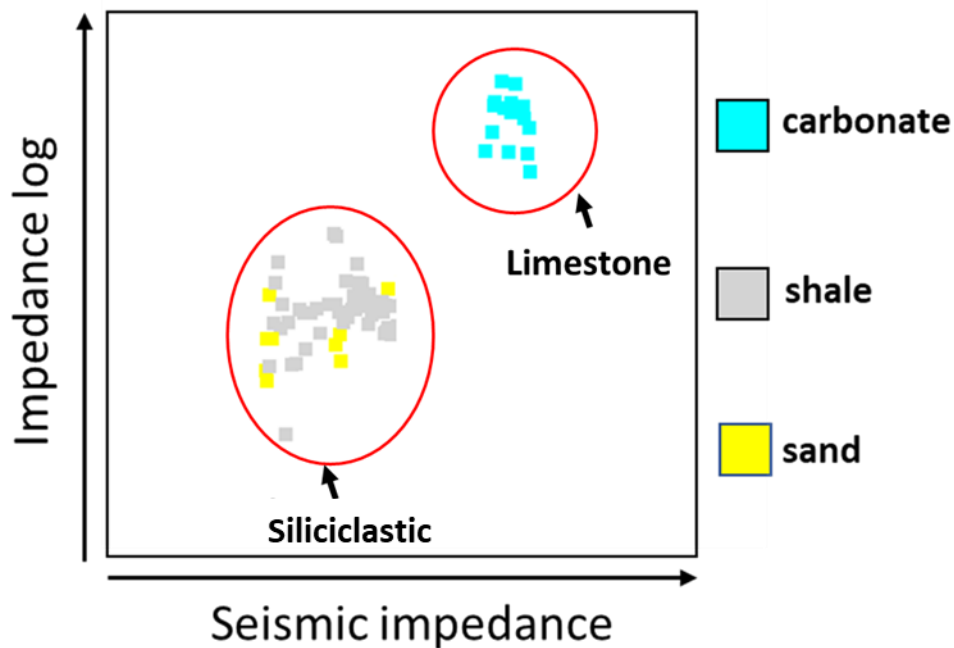 Impedance log
Limestone
Siliciclastic
Seismic impedance
carbonate
shale
sand